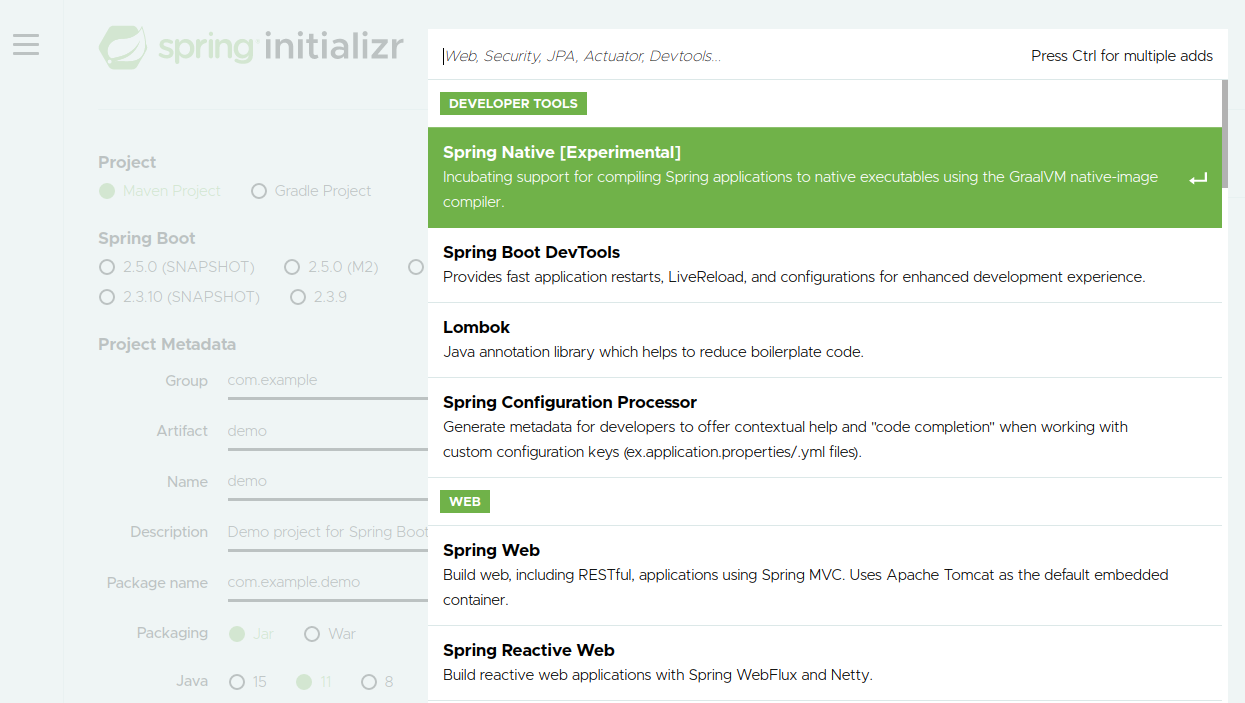 spring initializr
Project
Maven Project Gradle Project
Spring Boot
2.5.0 (SNAPSHOT) 2.5.0 (M2)
2.3.10 (SNAPSHOT) 2.3.9
Project Metadata
Group com.example
Artifact demo
Name demo
Description Demo project for Spring Boot
Package name com.example.demo
Packaging Jar War
Java 15 11 8
Web, Security, JPA, Actuator, Devtools... Press Ctrl for multiple adds
DEVELOPER TOOLS
Spring Native [Experimental]
Incubating support for compiling Spring applications to native executables using the GraalVM native-image
compiler.
Spring Boot DevTools
Provides fast application restarts, LiveReload, and configurations for enhanced development experience.
Lombok
Java annotation library which helps to reduce boilerplate code.
Spring Configuration Processor
Generate metadata for developers to offer contextual help and "code completion" when working with
custom configuration keys (ex.application.properties/.yml files).
WEB
Spring Web
Build web, including RESTful, applications using Spring MVC. Uses Apache Tomcat as the default embedded
container.
Spring Reactive Web
Build reactive web applications with Spring WebFlux and Netty.